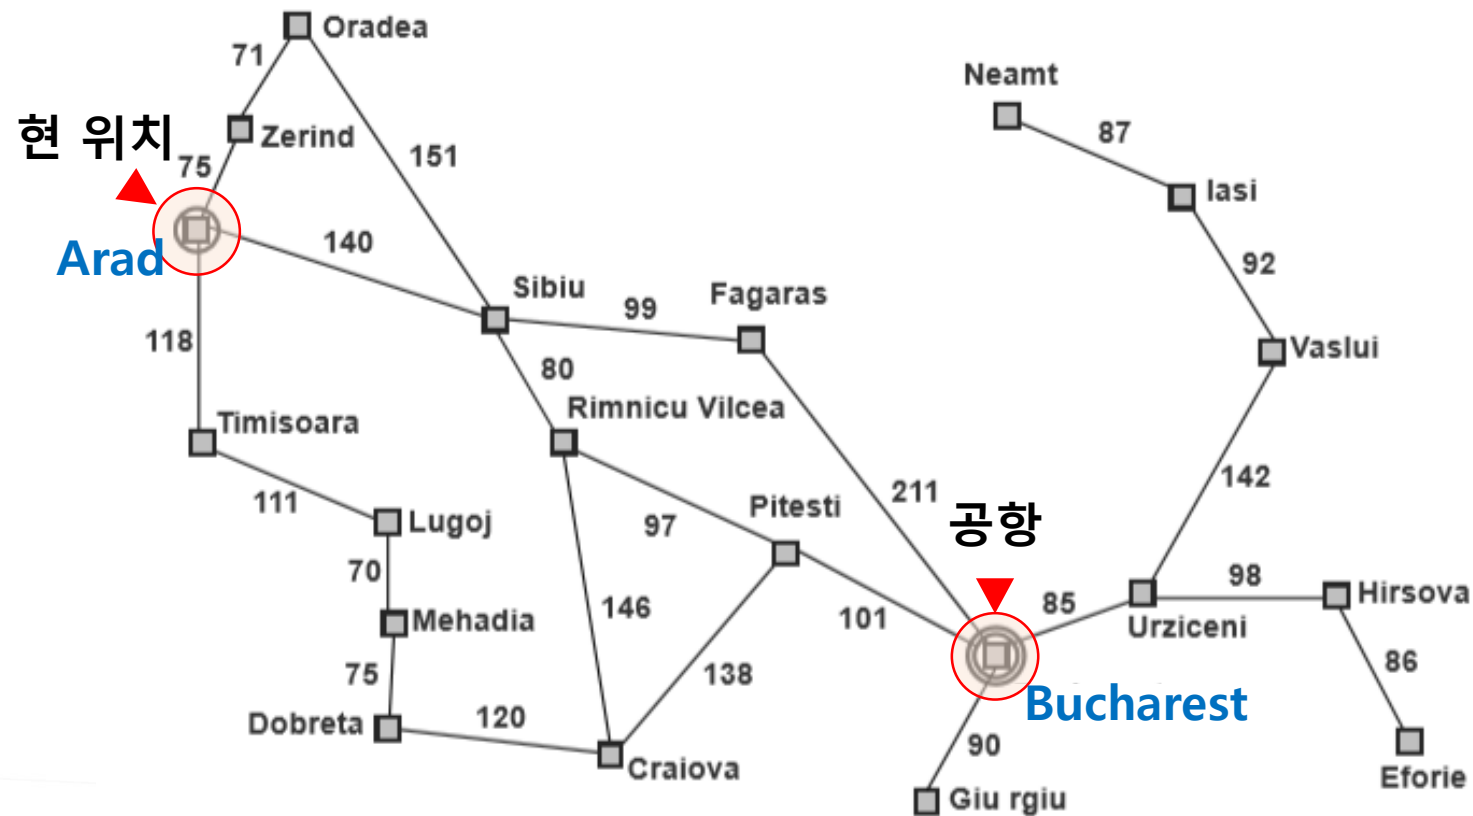 Oradea
71
Neamt
현 위치
Zerind
87
75
151
Iasi
Arad
140
92
Sibiu
99
Fagaras
118
Vaslui
80
Rimnicu Vilcea
Timisoara
142
111
211
Pitesti
Lugoj
97
공항
70
98
Hirsova
146
85
Mehadia
101
Urziceni
75
138
86
Bucharest
Dobreta
120
90
Craiova
Eforie
Giu rgiu